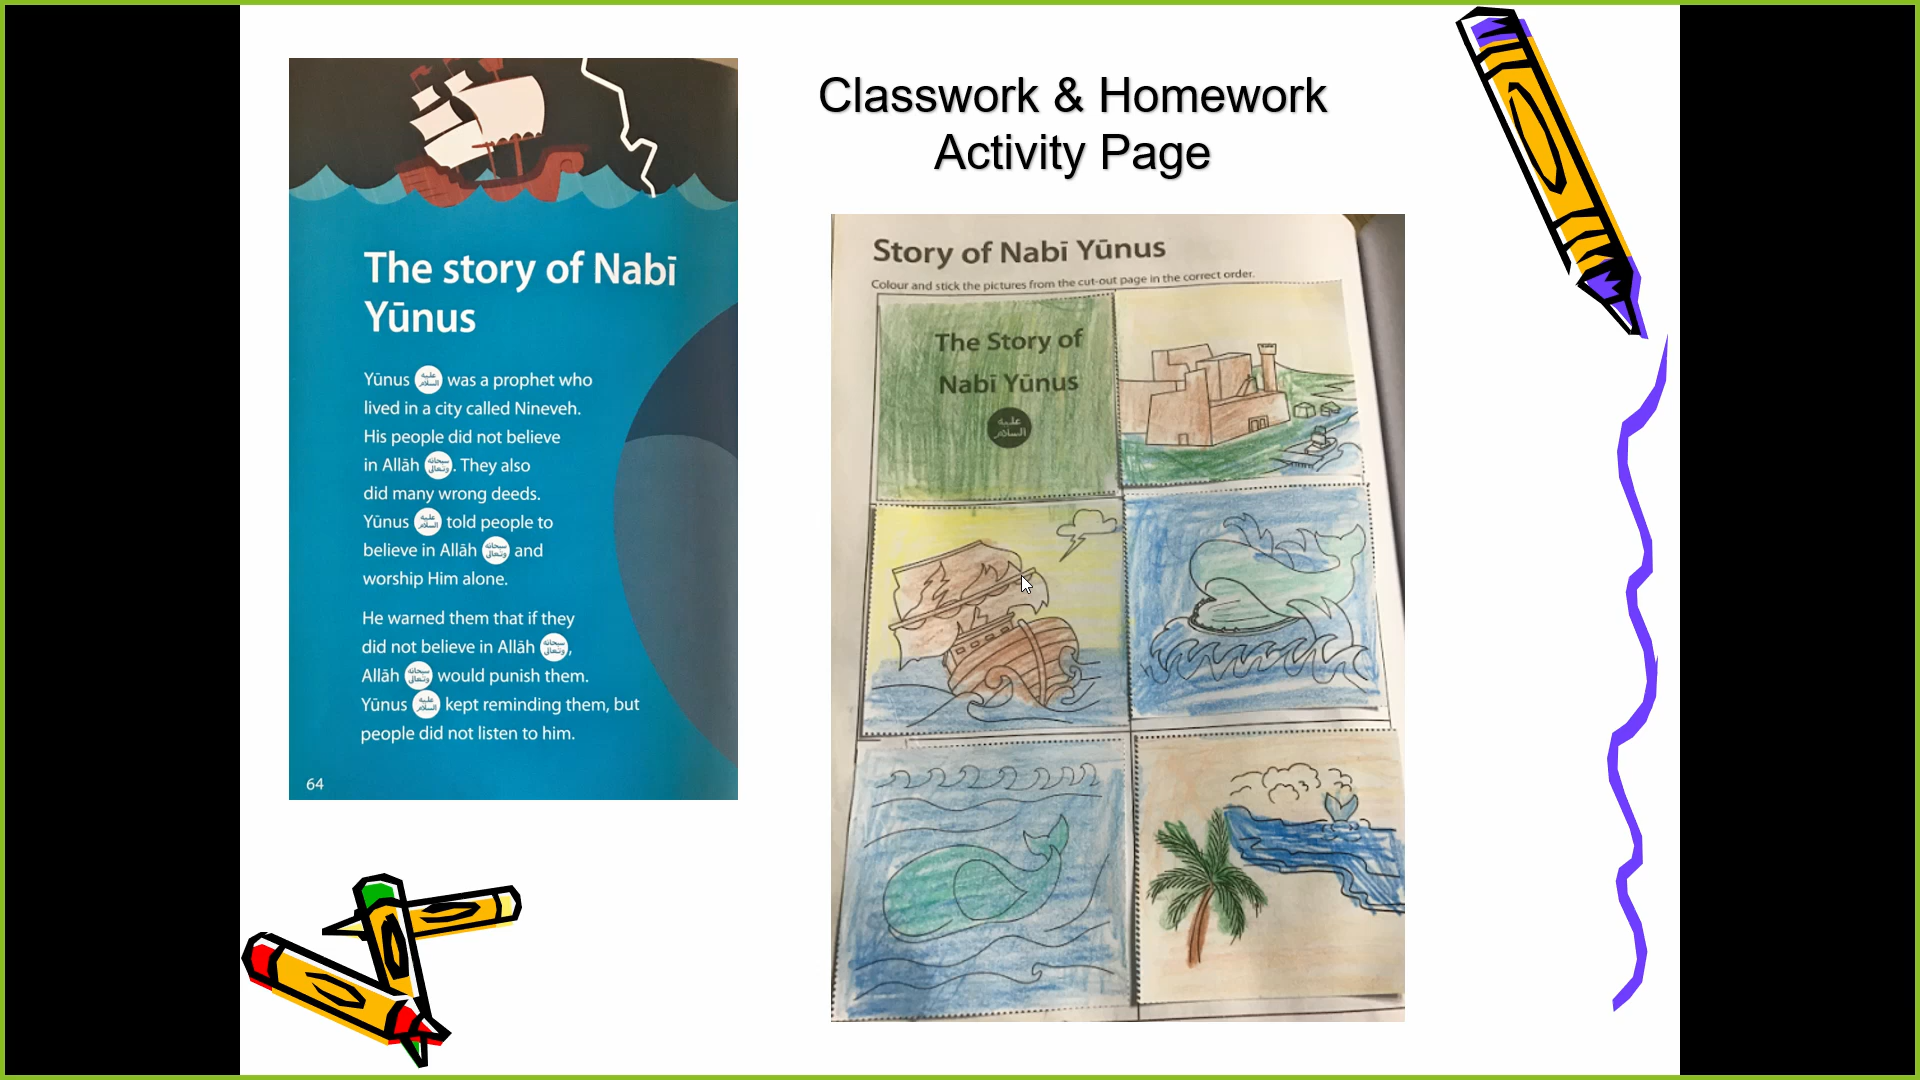 Classwork & Homework
Activity Page
The story of Nabī
Yūnus
Yūnus عليه السلام was a prophet who
lived in a city called Nineveh.
His people did not believe
in Allāh سبحانه وتعالى. They also
did many wrong deeds.
Yūnus عليه السلام told people to
believe in Allāh سبحانه وتعالى and
worship Him alone.
He warned them that if they
did not believe in Allāh سبحانه وتعالى,
Allāh سبحانه وتعالى would punish them.
Yūnus عليه السلام kept reminding them, but
people did not listen to him.
64
Story of Nabī Yūnus
Colour and stick the pictures from the cut-out page in the correct order.
The Story of
Nabī Yūnus
عليه السلام